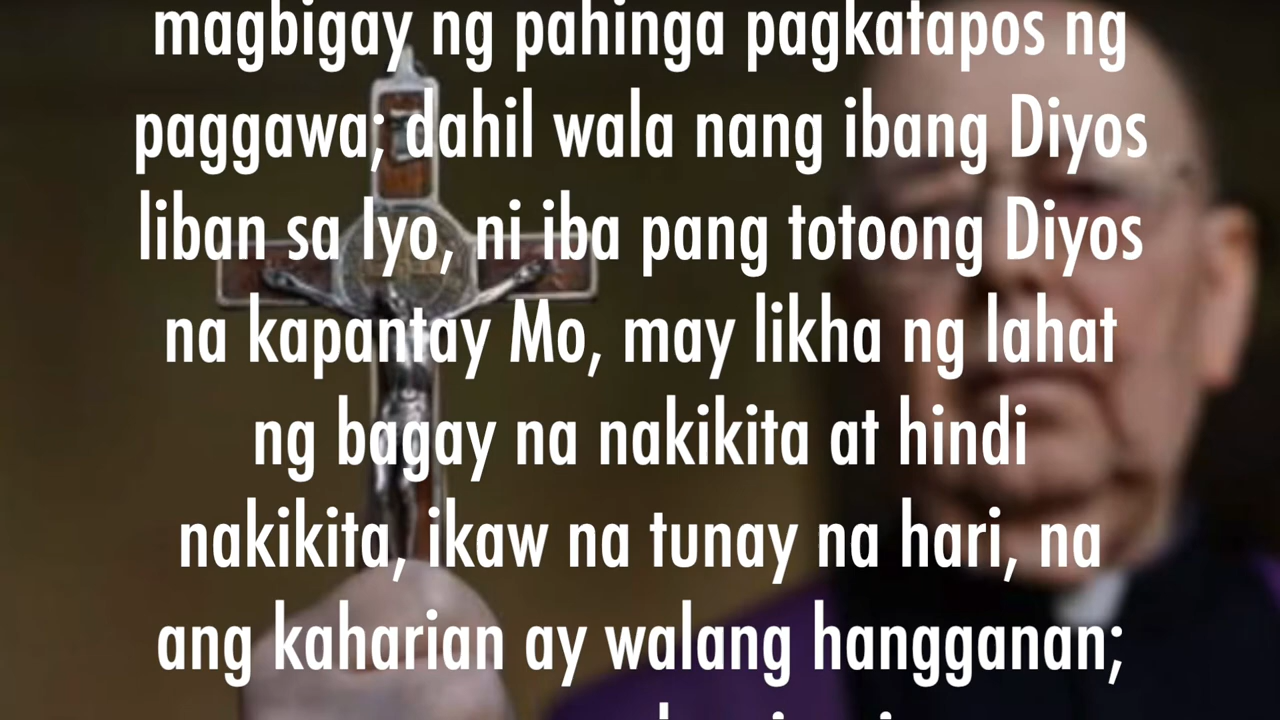 magbigay ng pahinga pagkatapos ng
paggawa; dahil wala nang ibang Diyos
liban sa Iyo, ni iba pang totoong Diyos
na kapantay Mo, may likha ng lahat
ng bagay na nakikita at hindi
nakikita, ikaw na tunay na hari, na
ang kaharian ay walang hangganan;